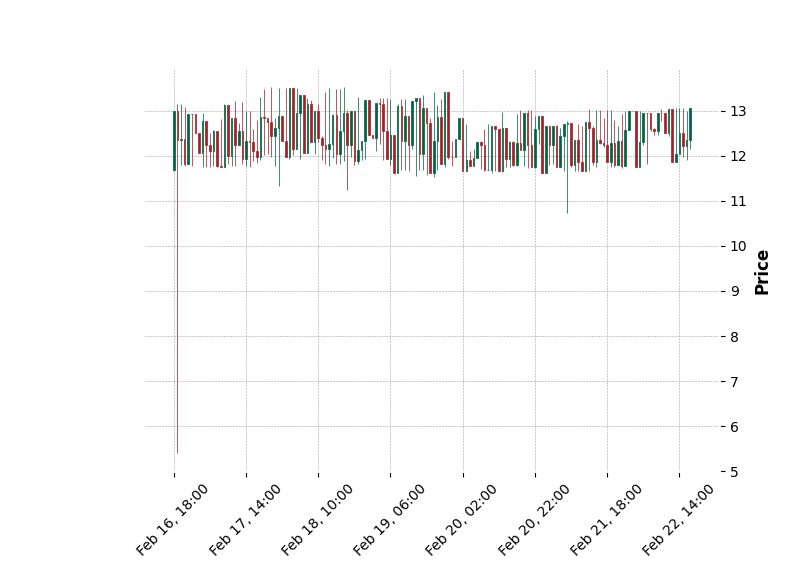 13
12
11
10
9
8
7
6
5
Price
Feb 16, 18:00
Feb 17, 14:00
Feb 18, 10:00
Feb 19, 06:00
Feb 20, 02:00
Feb 20, 22:00
Feb 21, 18:00
Feb 22, 14:00